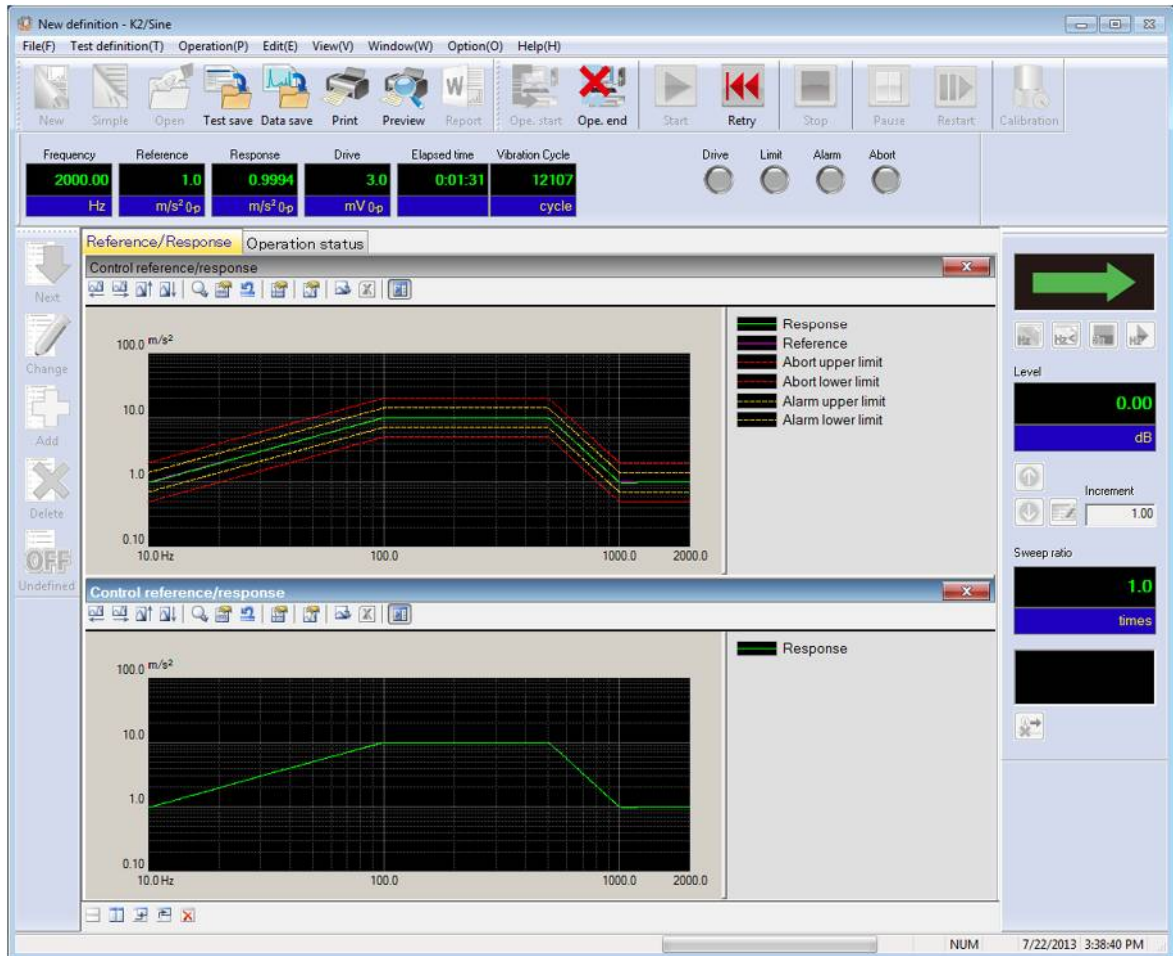 New definition - K2/Sine
File(F) Test definition(T) Operation(P) Edit(E) View(V) Window(W) Option(O) Help(H)
New Simple Open Test save Data save Print Preview Report Ope. start Ope. end Start Retry Stop Pause Restart Calibration
Frequency Reference Response Drive Elapsed time Vibration Cycle Drive Limit Alarm Abort
2000.00 1.0 0.9994 3.0 0:01:31 12107
Hz m/s² 0-p m/s² 0-p mV 0-p cycle
Reference/Response Operation status
Control reference/response
Next
Change
Add
Delete
OFF
Undefined
100.0 m/s²
10.0
1.0
0.10
10.0 Hz 100.0 1000.0 2000.0
Response
Reference
Abort upper limit
Abort lower limit
Alarm upper limit
Alarm lower limit
Control reference/response
100.0 m/s²
10.0
1.0
0.10
10.0 Hz 100.0 1000.0 2000.0
Response
Level
0.00
dB
Increment
1.00
Sweep ratio
1.0
times
NUM 7/22/2013 3:38:40 PM